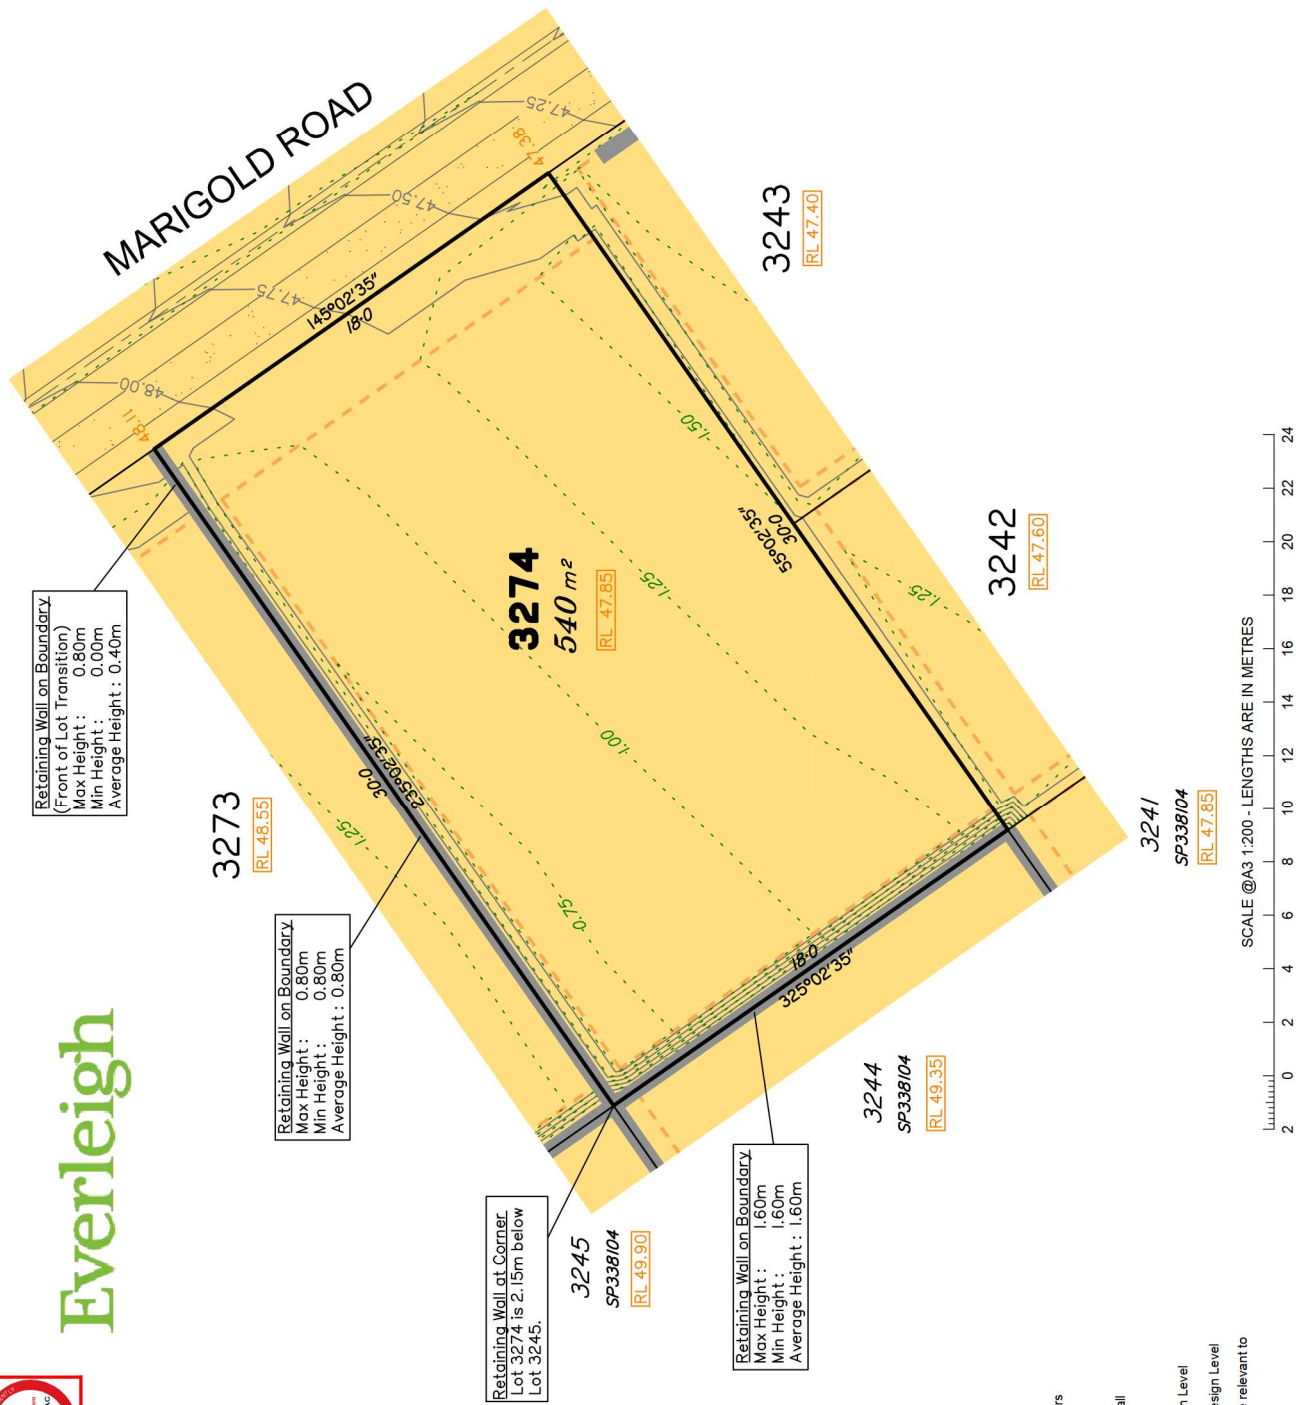 Everleigh
MARIGOLD ROAD
Retaining Wall on Boundary
(Front of Lot Transition)
Max Height : 0.80m
Min Height : 0.00m
Average Height : 0.40m
48.11
48.00
47.75
47.50
47.25
47.38
145°02'35"
18·0
3273
RL 48.55
1.25
30·0
235°02'35"
3274
540 m²
RL 47.85
1.50
1.25
1.00
0.75
55°02'35"
30·0
3243
RL 47.40
3242
RL 47.60
1.25
Retaining Wall on Boundary
Max Height : 0.80m
Min Height : 0.80m
Average Height : 0.80m
18·0
325°02'35"
Retaining Wall at Corner
Lot 3274 is 2.15m below
Lot 3245.
3245
SP338104
RL 49.90
Retaining Wall on Boundary
Max Height : 1.60m
Min Height : 1.60m
Average Height : 1.60m
3244
SP338104
RL 49.35
3241
SP338104
RL 47.85
SCALE @A3 1:200 - LENGTHS ARE IN METRES
2 0 2 4 6 8 10 12 14 16 18 20 22 24
Level
relevant to